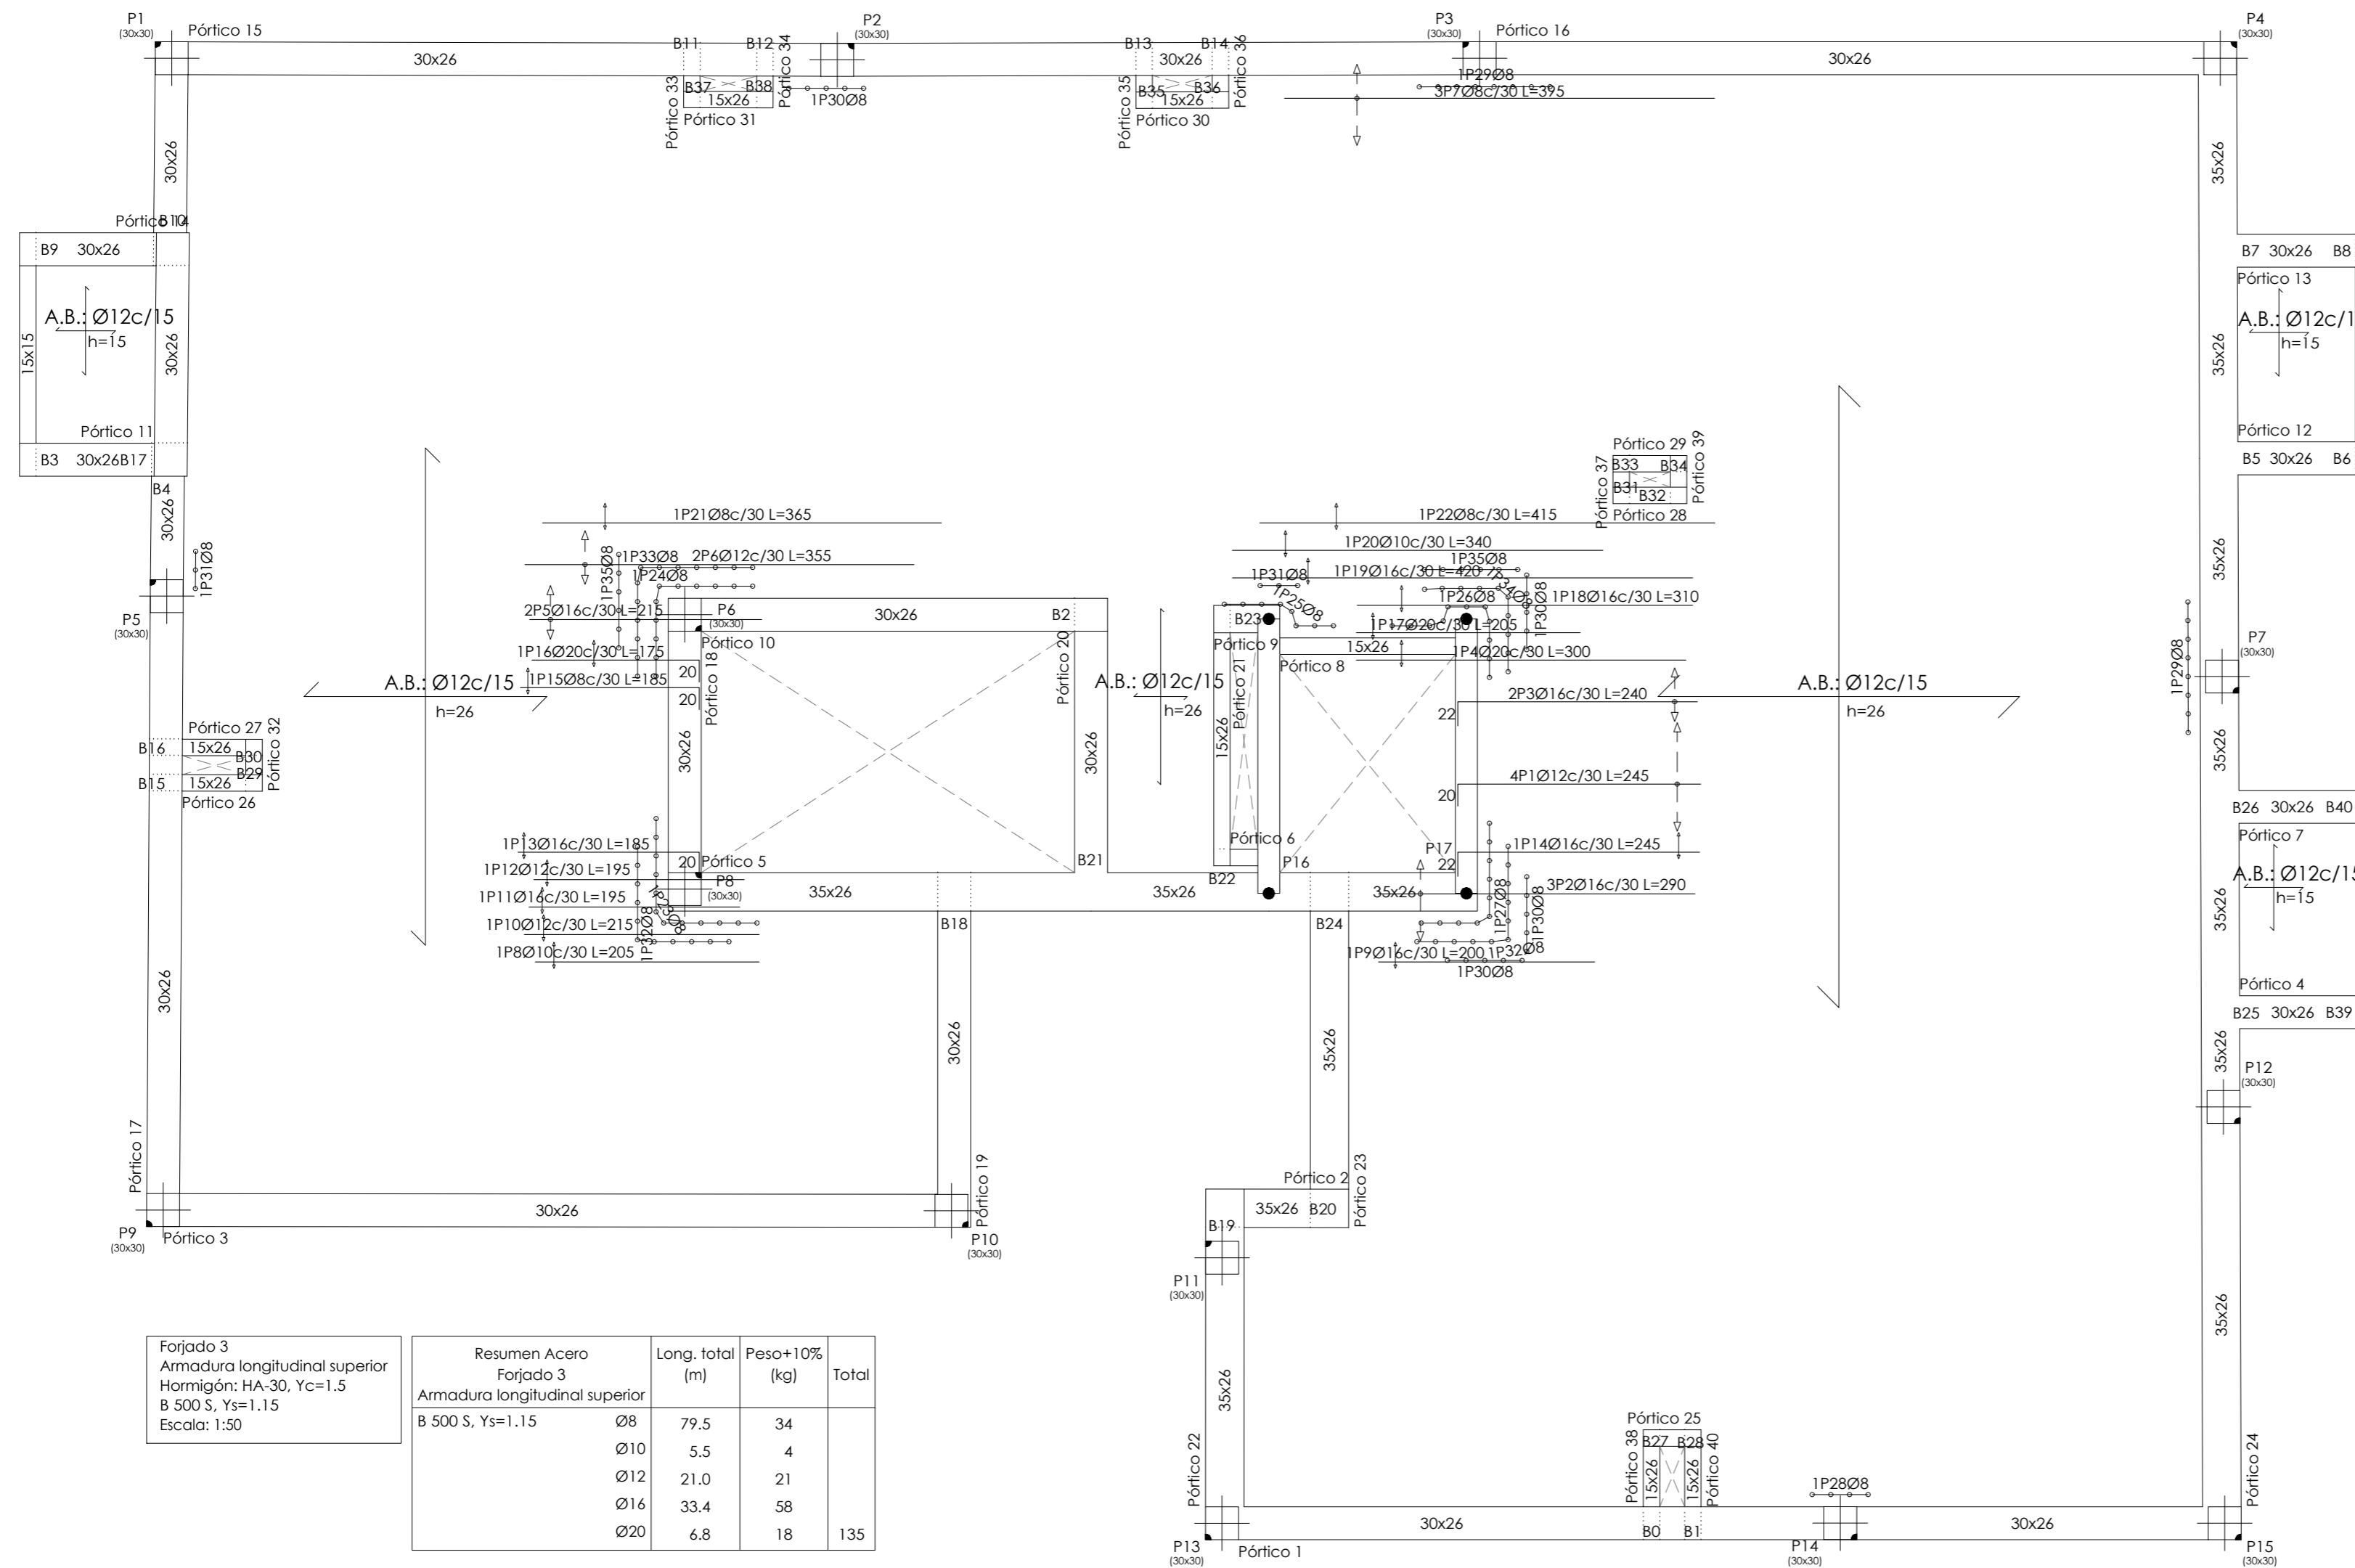 P1
(30x30)
Pórtico 15
P2
(30x30)
P3
(30x30)
Pórtico 16
P4
(30x30)
30x26
B11
B12
Pórtico 34
B13
30x26
B14
Pórtico 36
30x26
Pórtico 33
B37
B38
15x26
Pórtico 31
1P30Ø8
Pórtico 35
B35
B36
15x26
Pórtico 30
1P29Ø8
3P7Ø8c/30 L=395
30x26
35x26
Pórtico 14
B10
B9
30x26
A.B.: Ø12c/15
h=15
15x15
30x26
Pórtico 11
B3
30x26
B17
B4
30x26
B7
30x26
B8
Pórtico 13
A.B.: Ø12c/1
h=15
35x26
Pórtico 12
B5
30x26
B6
Pórtico 29
Pórtico 39
Pórtico 37
B33
B34
B31
B32
Pórtico 28
1P21Ø8c/30 L=365
1P22Ø8c/30 L=415
1P20Ø10c/30 L=340
1P35Ø8
1P33Ø8
2P6Ø12c/30 L=355
1P24Ø8
1P31Ø8
1P19Ø16c/30 L=420
1P35Ø8
1P34Ø8
1P30Ø8
1P25Ø8
1P26Ø8
1P18Ø16c/30 L=310
P5
(30x30)
1P31Ø8
2P5Ø16c/30 L=215
P6
(30x30)
30x26
B2
B23
1P17Ø20c/30 L=205
35x26
Pórtico 10
Pórtico 9
15x26
1P16Ø20c/30 L=175
1P4Ø20c/30 L=300
Pórtico 8
20
1P15Ø8c/30 L=185
20
Pórtico 18
Pórtico 20
Pórtico 21
A.B.: Ø12c/15
h=26
A.B.: Ø12c/15
h=26
2P3Ø16c/30 L=240
22
A.B.: Ø12c/15
h=26
1P29Ø8
P7
(30x30)
Pórtico 27
B16
15x26
B30
B29
B15
15x26
Pórtico 26
Pórtico 32
30x26
30x26
15x26
4P1Ø12c/30 L=245
20
35x26
B26
30x26
B40
Pórtico 7
1P13Ø16c/30 L=185
20
Pórtico 5
B21
Pórtico 6
P16
P17
22
1P14Ø16c/30 L=245
1P12Ø12c/30 L=195
P8
(30x30)
B22
A.B.: Ø12c/15
h=15
1P11Ø16c/30 L=195
1P23Ø8
35x26
35x26
35x26
3P2Ø16c/30 L=290
1P10Ø12c/30 L=215
1P32Ø8
B18
B24
1P27Ø8
1P30Ø8
35x26
1P8Ø10c/30 L=205
1P9Ø16c/30 L=200
1P32Ø8
1P30Ø8
30x26
Pórtico 4
B25
30x26
B39
30x26
35x26
35x26
P12
(30x30)
Pórtico 17
Pórtico 19
Pórtico 23
Pórtico 2
30x26
35x26
B20
B19
P9
(30x30)
Pórtico 3
P10
(30x30)
P11
(30x30)
35x26
35x26
Forjado 3
Armadura longitudinal superior
Hormigón: HA-30, Yc=1.5
B 500 S, Ys=1.15
Escala: 1:50
Resumen Acero
Forjado 3
Armadura longitudinal superior
Long. total
(m)
Peso+10%
(kg)
Total
B 500 S, Ys=1.15 Ø8 79.5 34
Ø10 5.5 4
Ø12 21.0 21
Ø16 33.4 58
Ø20 6.8 18 135
Pórtico 22
Pórtico 25
Pórtico 38
B27
B28
Pórtico 40
15x26
15x26
1P28Ø8
Pórtico 24
30x26
B0
B1
30x26
P13
(30x30)
Pórtico 1
P14
(30x30)
P15
(30x30)